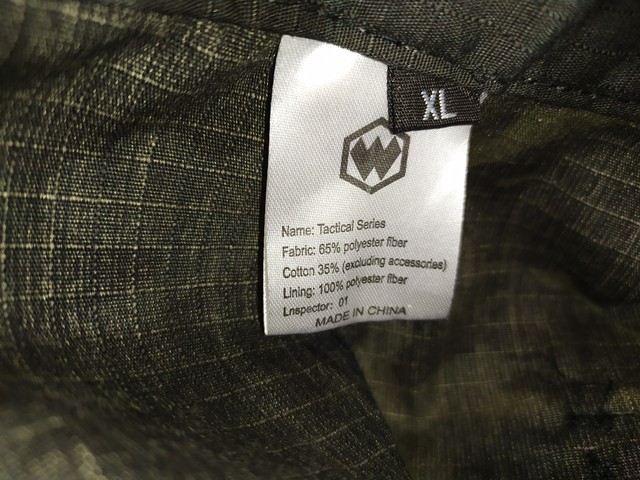 XL
W
Name: Tactical Series
Fabric: 65% polyester fiber
Cotton 35% (excluding accessories)
Lining: 100% polyester fiber
Lnspector: 01
MADE IN CHINA